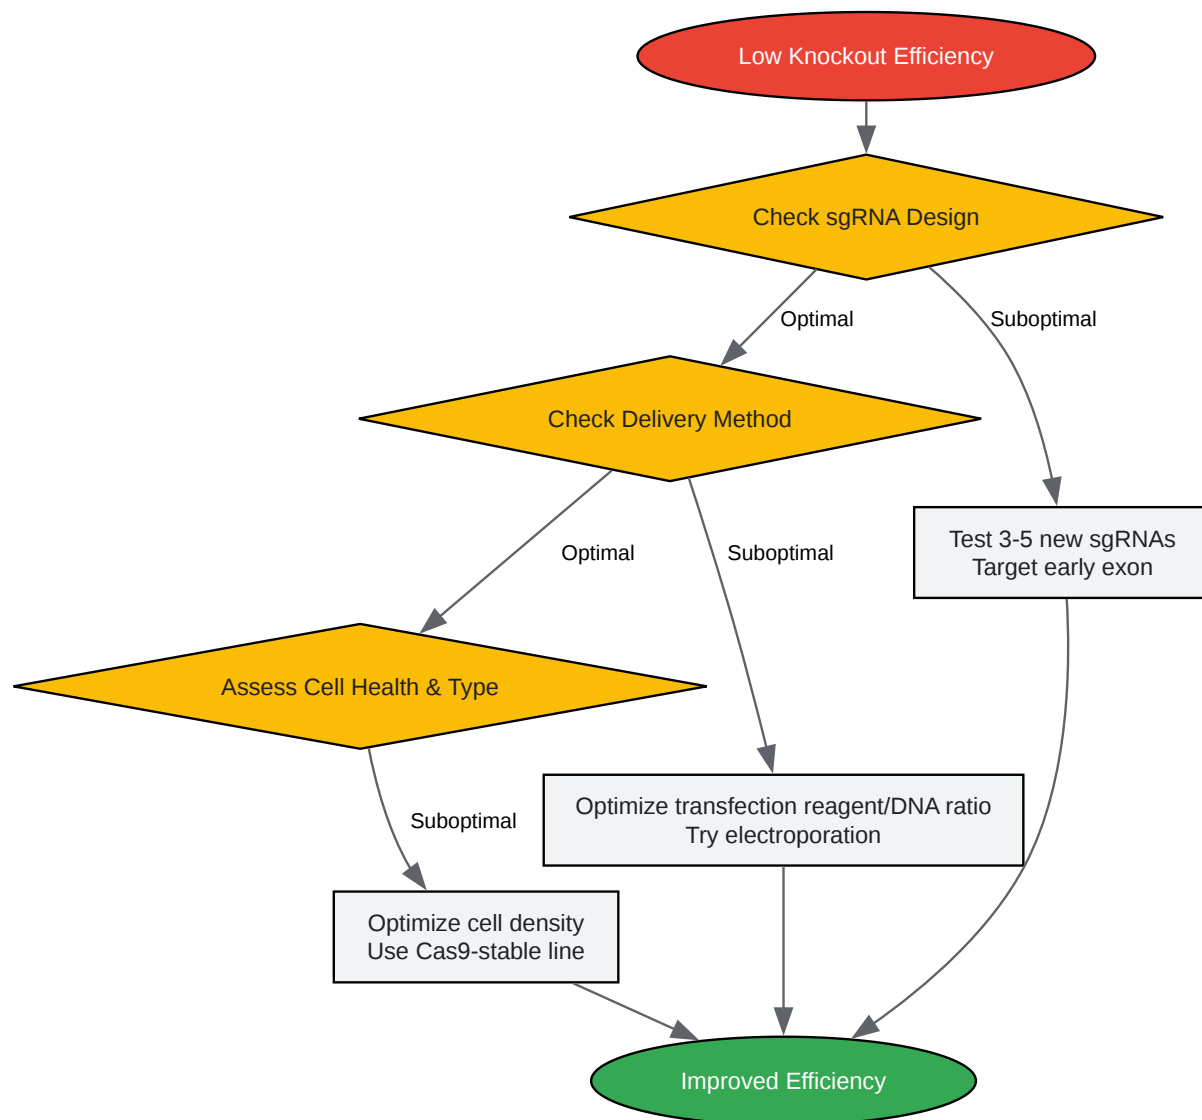 Low Knockout Efficiency
Check sgRNA Design
Optimal
Suboptimal
Check Delivery Method
Optimal
Suboptimal
Test 3-5 new sgRNAs
Target early exon
Assess Cell Health & Type
Suboptimal
Optimize transfection reagent/DNA ratio
Try electroporation
Optimize cell density
Use Cas9-stable line
Improved Efficiency